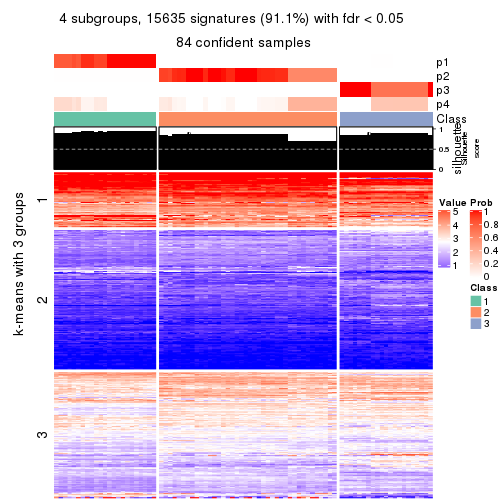 4 subgroups, 15635 signatures (91.1%) with fdr < 0.05
84 confident samples
p1
p2
p3
p4
Class
1
0.5
0
silhouette
Silhouette
score
k-means with 3 groups
1
2
3
Value
5
4
3
2
1
Prob
1
0.8
0.6
0.4
0.2
0
Class
1
2
3